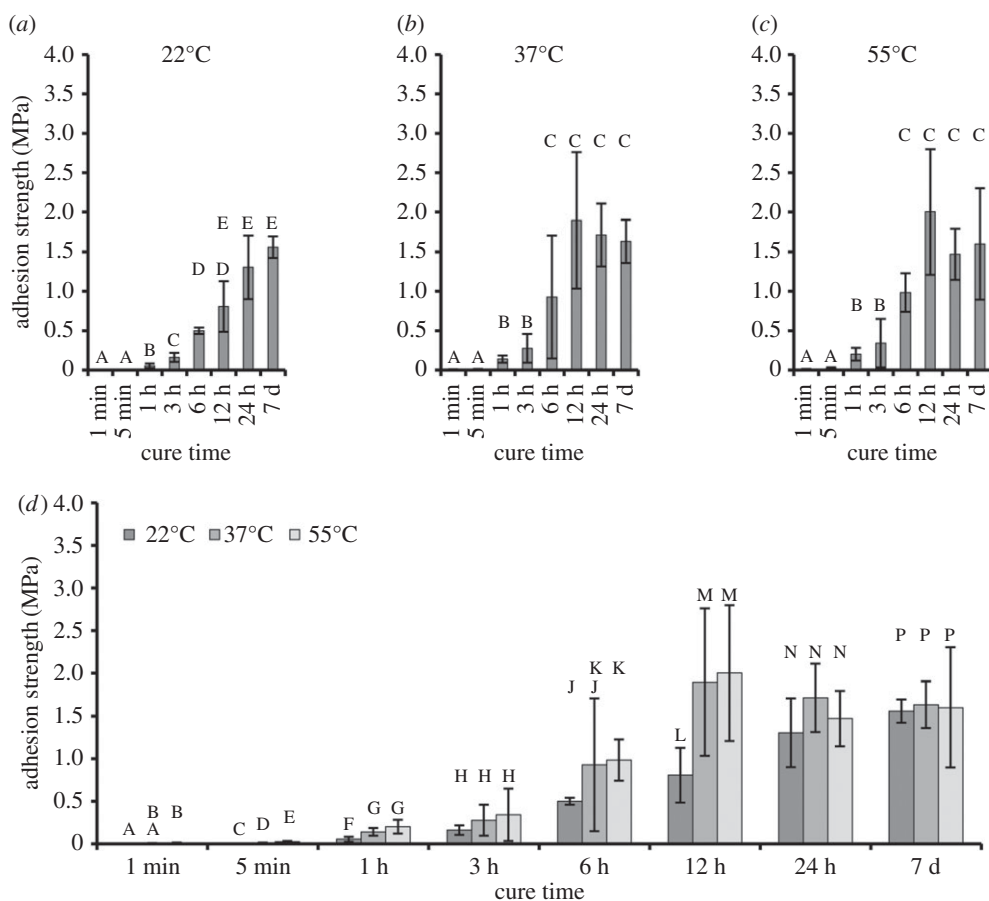 (a)
22°C
4.0
3.5
3.0
2.5
2.0
1.5
1.0
0.5
0
adhesion strength (MPa)
A A B C D D E E E
1 min
5 min
1 h
3 h
6 h
12 h
24 h
7 d
cure time
(b)
37°C
4.0
3.5
3.0
2.5
2.0
1.5
1.0
0.5
0
A A B B C C C C
1 min
5 min
1 h
3 h
6 h
12 h
24 h
7 d
cure time
(c)
55°C
4.0
3.5
3.0
2.5
2.0
1.5
1.0
0.5
0
A A B B C C C C
1 min
5 min
1 h
3 h
6 h
12 h
24 h
7 d
cure time
(d)
4.0
3.5
3.0
2.5
2.0
1.5
1.0
0.5
0
adhesion strength (MPa)
22°C 37°C 55°C
B B
A A
C D E
F G G
H H H
K K
J J
L M M
N N N
P P P
1 min 5 min 1 h 3 h 6 h 12 h 24 h 7 d
cure time